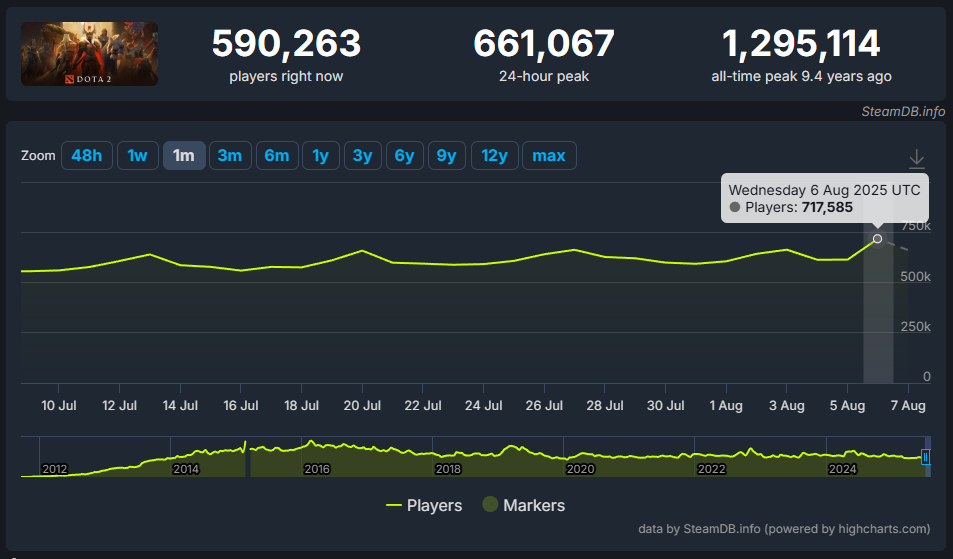 DOTA 2
590,263
players right now
661,067
24-hour peak
1,295,114
all-time peak 9.4 years ago
SteamDB.info
Zoom 48h 1w 1m 3m 6m 1y 3y 6y 9y 12y max
Wednesday 6 Aug 2025 UTC
Players: 717,585
750k
500k
250k
0
10 Jul 12 Jul 14 Jul 16 Jul 18 Jul 20 Jul 22 Jul 24 Jul 26 Jul 28 Jul 30 Jul 1 Aug 3 Aug 5 Aug 7 Aug
2012 2014 2016 2018 2020 2022 2024
Players Markers
data by SteamDB.info (powered by highcharts.com)